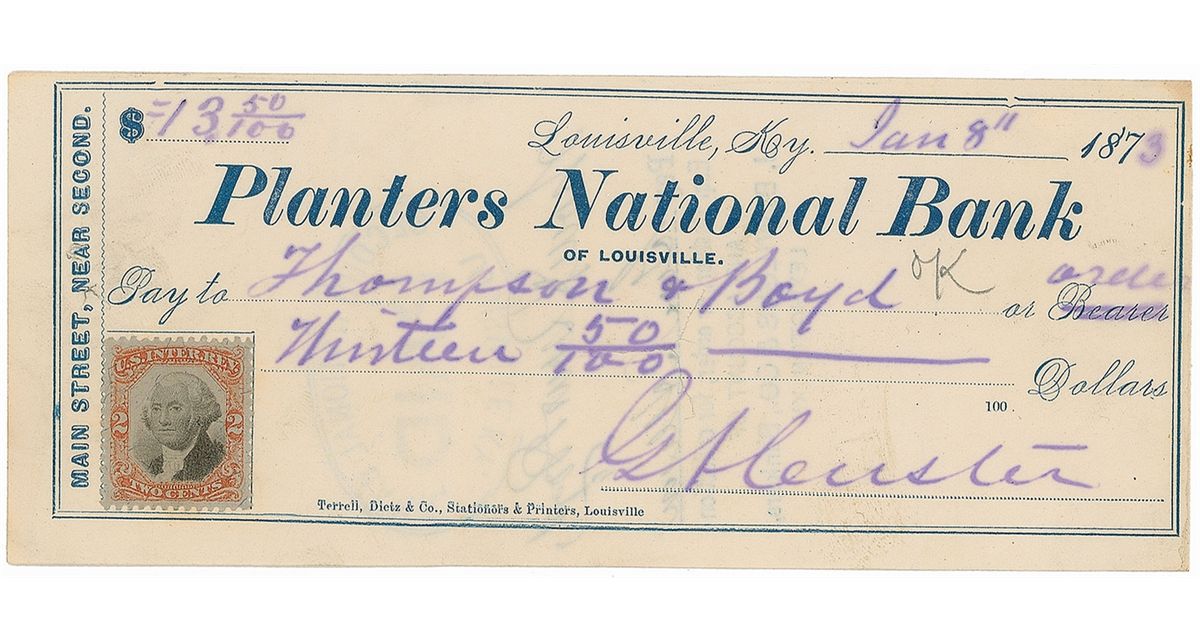 MAIN STREET, NEAR SECOND.
$ 13 50/100
Louisville, Ky. Jan 8" 1873
Planters National Bank
OF LOUISVILLE.
Pay to Thompson & Boyd OK or Bearer order
50/100 Dollars
100
U.S. INTER. REV.
2 2
TWO CENTS
Terrell, Dietz & Co., Stationers & Printers, Louisville